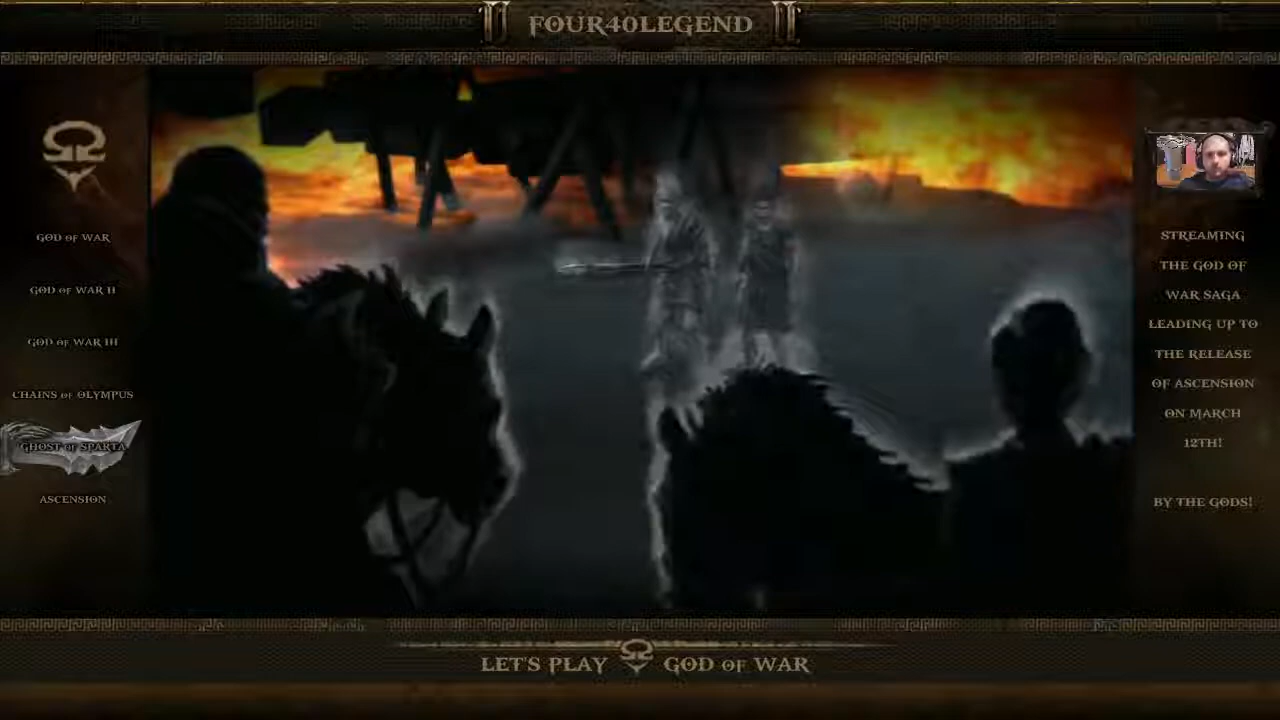 FOUR40LEGEND
GOD OF WAR
GOD OF WAR II
GOD OF WAR III
CHAINS OF OLYMPUS
GHOST OF SPARTA
ASCENSION
STREAMING
THE GOD OF
WAR SAGA
LEADING UP TO
THE RELEASE
OF ASCENSION
ON MARCH
12TH!
BY THE GODS!
LET'S PLAY GOD OF WAR